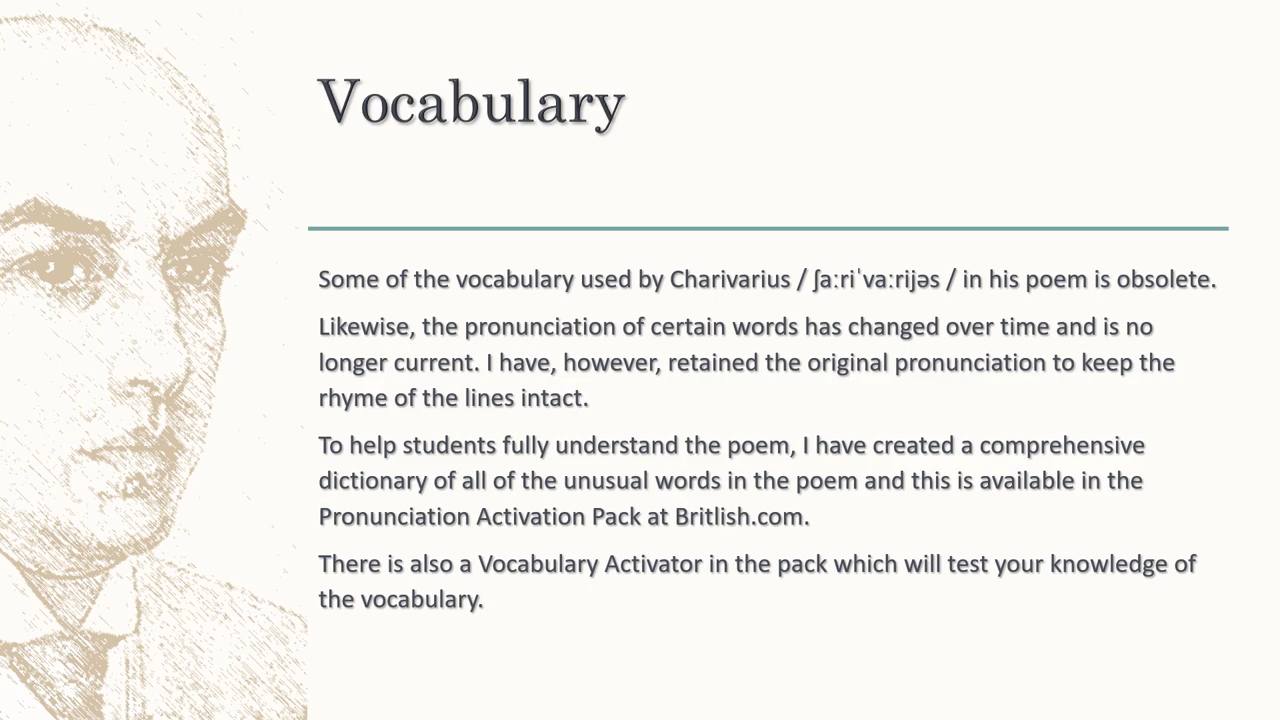 Vocabulary
Some of the vocabulary used by Charivarius / ʃaːriˈvaːrijəs / in his poem is obsolete.
Likewise, the pronunciation of certain words has changed over time and is no
longer current. I have, however, retained the original pronunciation to keep the
rhyme of the lines intact.
To help students fully understand the poem, I have created a comprehensive
dictionary of all of the unusual words in the poem and this is available in the
Pronunciation Activation Pack at Britlish.com.
There is also a Vocabulary Activator in the pack which will test your knowledge of
the vocabulary.